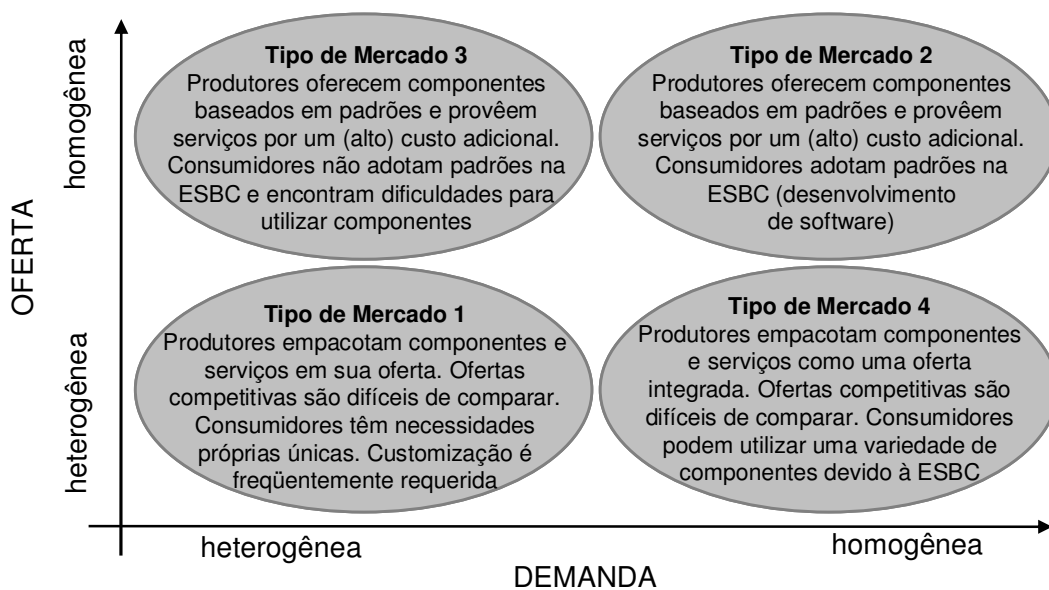 OFERTA
homogênea
heterogênea
Tipo de Mercado 3
Produtores oferecem componentes
baseados em padrões e provêem
serviços por um (alto) custo adicional.
Consumidores não adotam padrões na
ESBC e encontram dificuldades para
utilizar componentes
Tipo de Mercado 2
Produtores oferecem componentes
baseados em padrões e provêem
serviços por um (alto) custo adicional.
Consumidores adotam padrões na
ESBC (desenvolvimento
de software)
Tipo de Mercado 1
Produtores empacotam componentes e
serviços em sua oferta. Ofertas
competitivas são difíceis de comparar.
Consumidores têm necessidades
próprias únicas. Customização é
freqüentemente requerida
Tipo de Mercado 4
Produtores empacotam componentes
e serviços como uma oferta
integrada. Ofertas competitivas são
difíceis de comparar. Consumidores
podem utilizar uma variedade de
componentes devido à ESBC
heterogênea
homogênea
DEMANDA